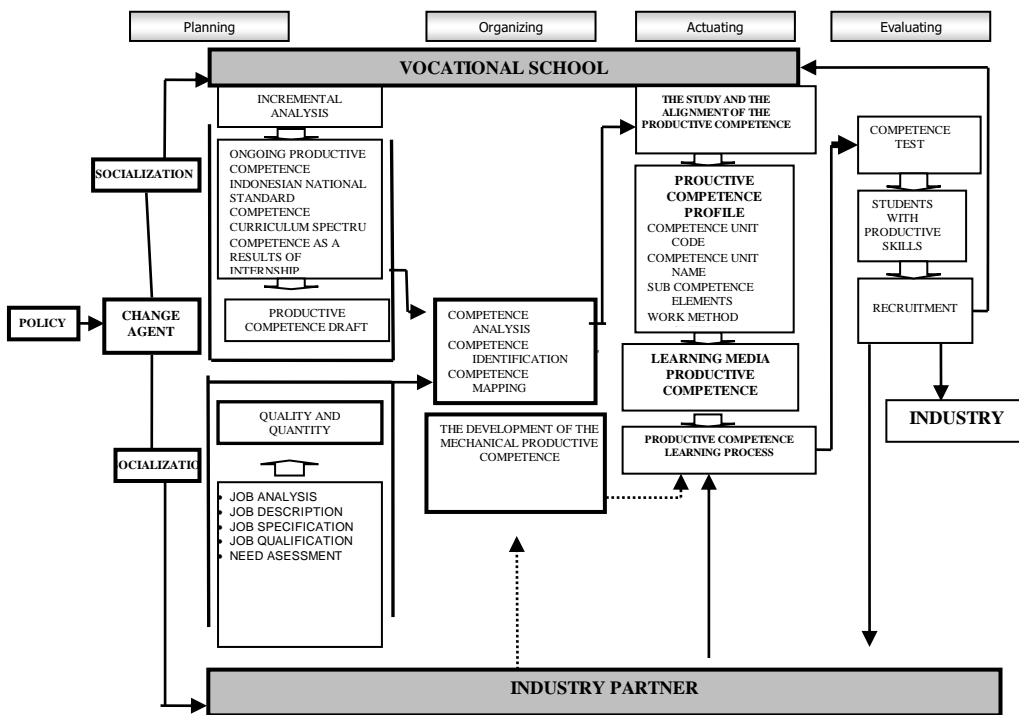 Planning
Organizing
Actuating
Evaluating
VOCATIONAL SCHOOL
INCREMENTAL
ANALYSIS
ONGOING PRODUCTIVE
COMPETENCE
INDONESIAN NATIONAL
STANDARD
COMPETENCE
CURRICULUM SPECTRU
COMPETENCE AS A
RESULTS OF
INTERNSHIP
PRODUCTIVE
COMPETENCE DRAFT
SOCIALIZATION
POLICY
CHANGE
AGENT
OCIALIZATIO
QUALITY AND
QUANTITY
• JOB ANALYSIS
• JOB DESCRIPTION
• JOB SPECIFICATION
• JOB QUALIFICATION
• NEED ASESSMENT
COMPETENCE
ANALYSIS
COMPETENCE
IDENTIFICATION
COMPETENCE
MAPPING
THE DEVELOPMENT OF THE
MECHANICAL PRODUCTIVE
COMPETENCE
THE STUDY AND THE
ALIGNMENT OF THE
PRODUCTIVE COMPETENCE
PROUCTIVE
COMPETENCE
PROFILE
COMPETENCE UNIT
CODE
COMPETENCE UNIT
NAME
SUB COMPETENCE
ELEMENTS
WORK METHOD
LEARNING MEDIA
PRODUCTIVE
COMPETENCE
PRODUCTIVE COMPETENCE
LEARNING PROCESS
COMPETENCE
TEST
STUDENTS
WITH
PRODUCTIVE
SKILLS
RECRUITMENT
INDUSTRY
INDUSTRY PARTNER